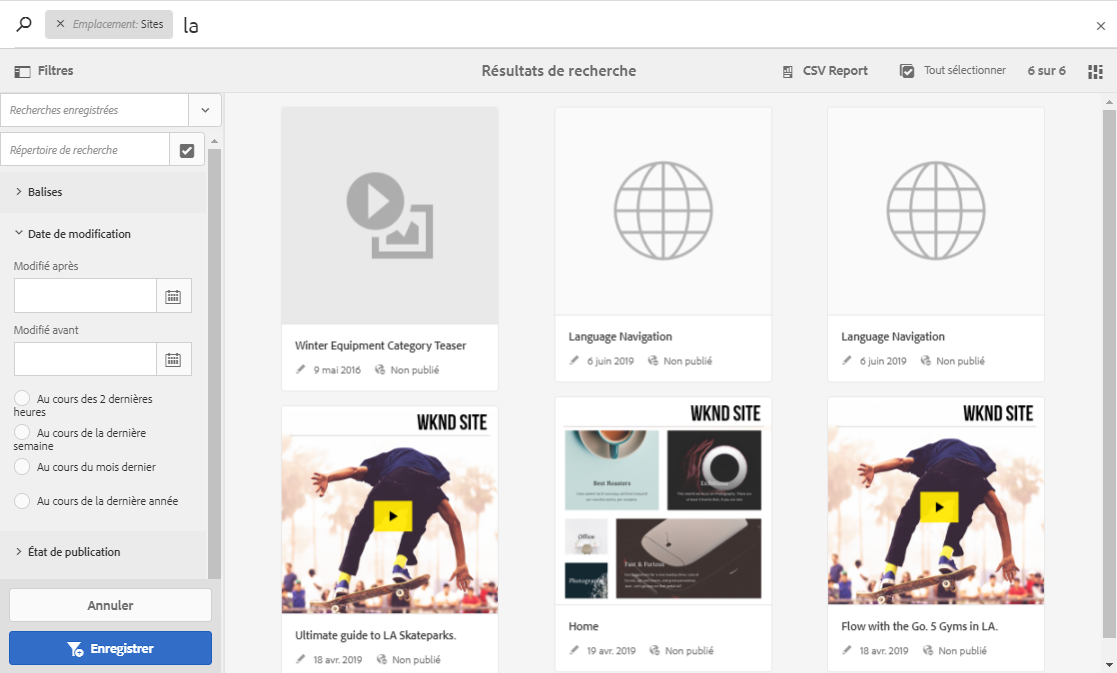 Emplacement: Sites
la
Filtres
Résultats de recherche
CSV Report
Tout sélectionner
6 sur 6
Recherches enregistrées
Répertoire de recherche
Balises
Date de modification
Modifié après
Modifié avant
Au cours des 2 dernières
heures
Au cours de la dernière
semaine
Au cours du mois dernier
Au cours de la dernière année
État de publication
Annuler
Enregistrer
Winter Equipment Category Teaser
9 mai 2016
Non publié
Language Navigation
6 juin 2019
Non publié
Language Navigation
6 juin 2019
Non publié
WKND SITE
Ultimate guide to LA Skateparks.
18 avr. 2019
Non publié
WKND SITE
Best Roasters
Office
Fast & Furious
Home
19 avr. 2019
Non publié
WKND SITE
Flow with the Go. 5 Gyms in LA.
18 avr. 2019
Non publié